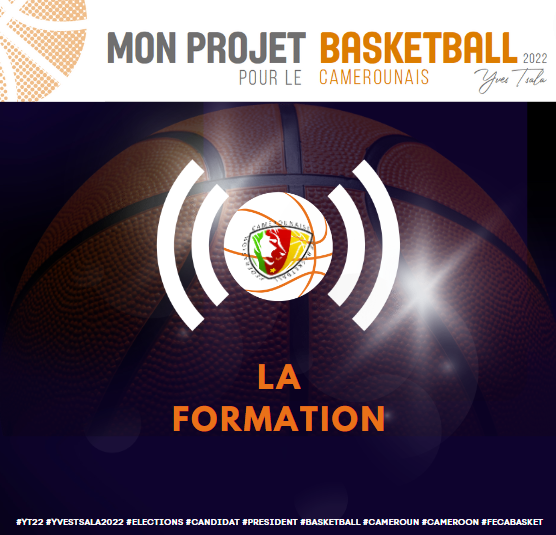 MON PROJET BASKETBALL 2022
POUR LE CAMEROUNAIS Yves Tsala
LA
FORMATION
#YT22 #YVESTSALA2022 #ELECTIONS #CANDIDAT #PRESIDENT #BASKETBALL #CAMEROUN #CAMEROON #FECABASKET